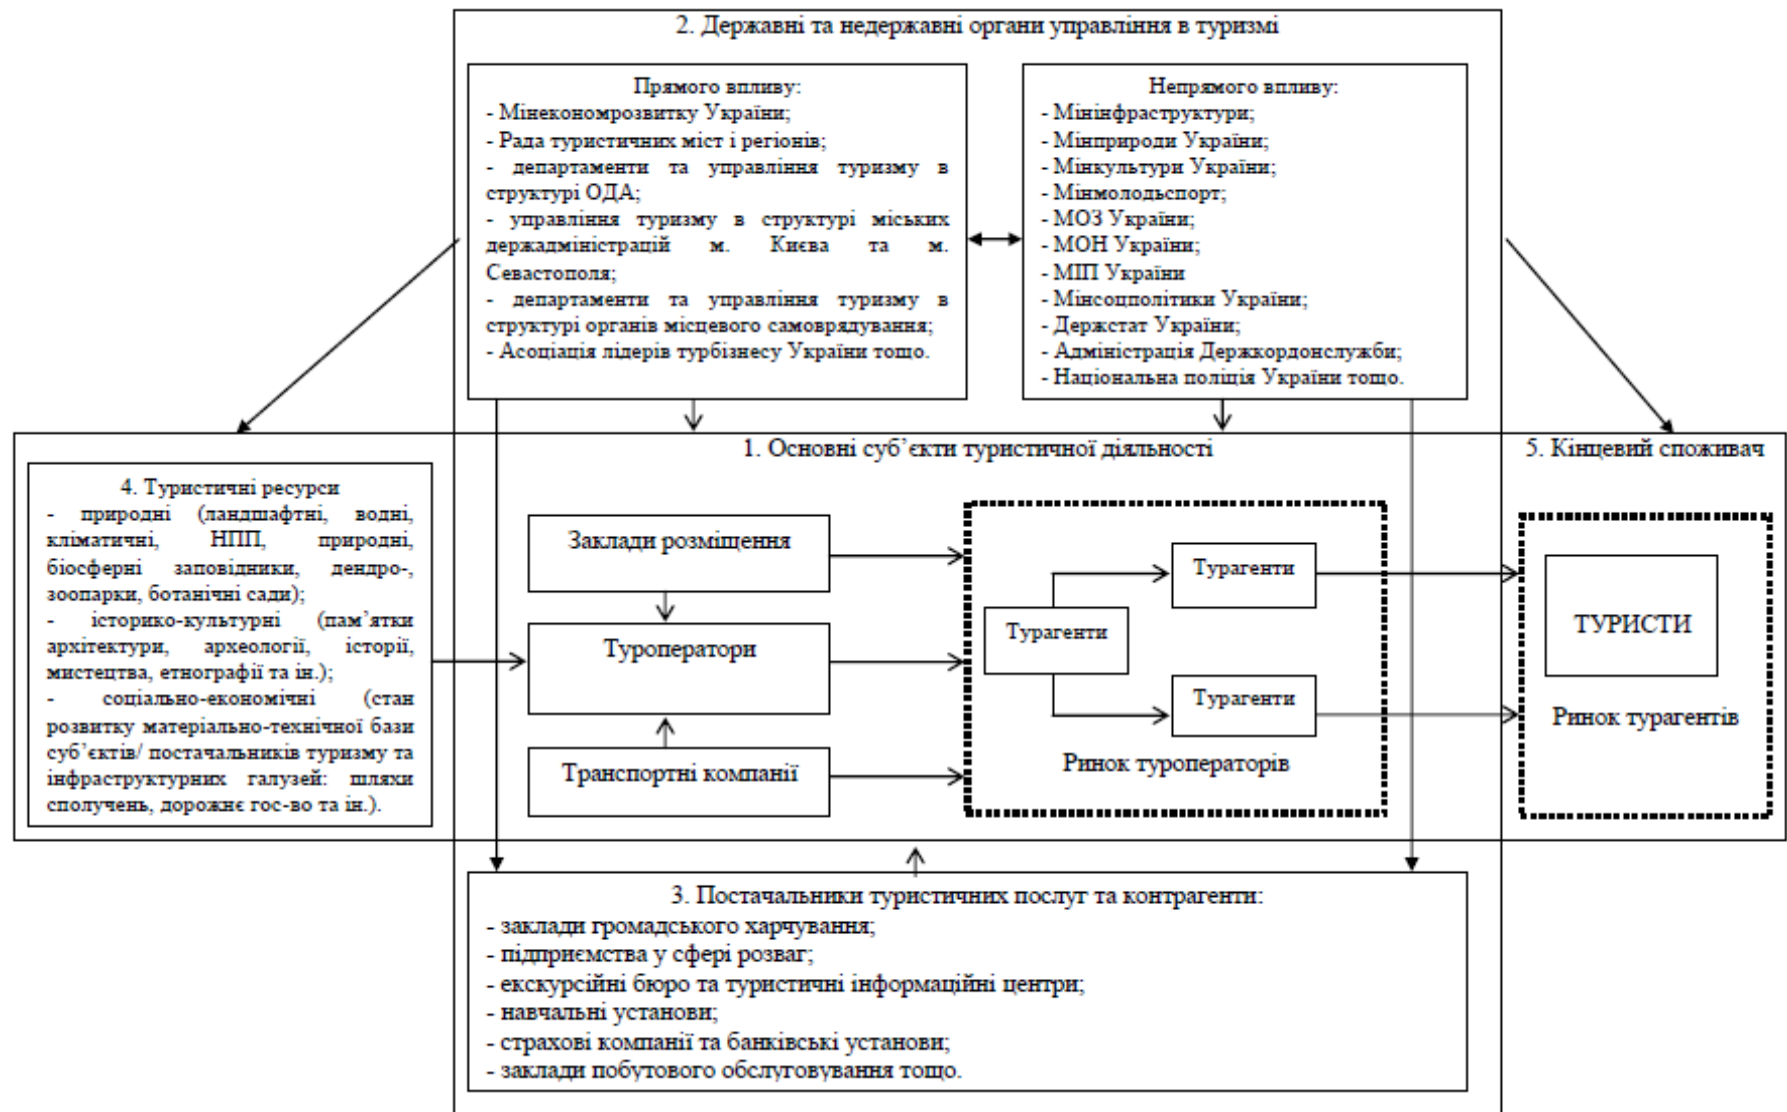 2. Державні та недержавні органи управління в туризмі
Прямого впливу:
- Мінекономрозвитку України;
- Рада туристичних міст і регіонів;
- департаменти та управління туризму в
структурі ОДА;
- управління туризму в структурі міських
держадміністрацій м. Києва та м.
Севастополя;
- департаменти та управління туризму в
структурі органів місцевого самоврядування;
- Асоціація лідерів турбізнесу України тощо.
Непрямого впливу:
- Мінінфраструктури;
- Мінприроди України;
- Мінкультури України;
- Мінмолодьспорт;
- МОЗ України;
- МОН України;
- МІП України
- Мінсоцполітики України;
- Держстат України;
- Адміністрація Держкордонслужби;
- Національна поліція України тощо.
1. Основні суб’єкти туристичної діяльності
5. Кінцевий споживач
4. Туристичні ресурси
- природні (ландшафтні, водні,
кліматичні, НПП, природні,
біосферні заповідники, дендро-,
зоопарки, ботанічні сади);
- історико-культурні (пам’ятки
архітектури, археології, історії,
мистецтва, етнографії та ін.);
- соціально-економічні (стан
розвитку матеріально-технічної бази
суб’єктів/ постачальників туризму та
інфраструктурних галузей: шляхи
сполучень, дорожнє гос-во та ін.).
Заклади розміщення
Туроператори
Транспортні компанії
Турагенти
Турагенти
Турагенти
Ринок туроператорів
ТУРИСТИ
Ринок турагентів
3. Постачальники туристичних послуг та контрагенти:
- заклади громадського харчування;
- підприємства у сфері розваг;
- екскурсійні бюро та туристичні інформаційні центри;
- навчальні установи;
- страхові компанії та банківські установи;
- заклади побутового обслуговування тощо.